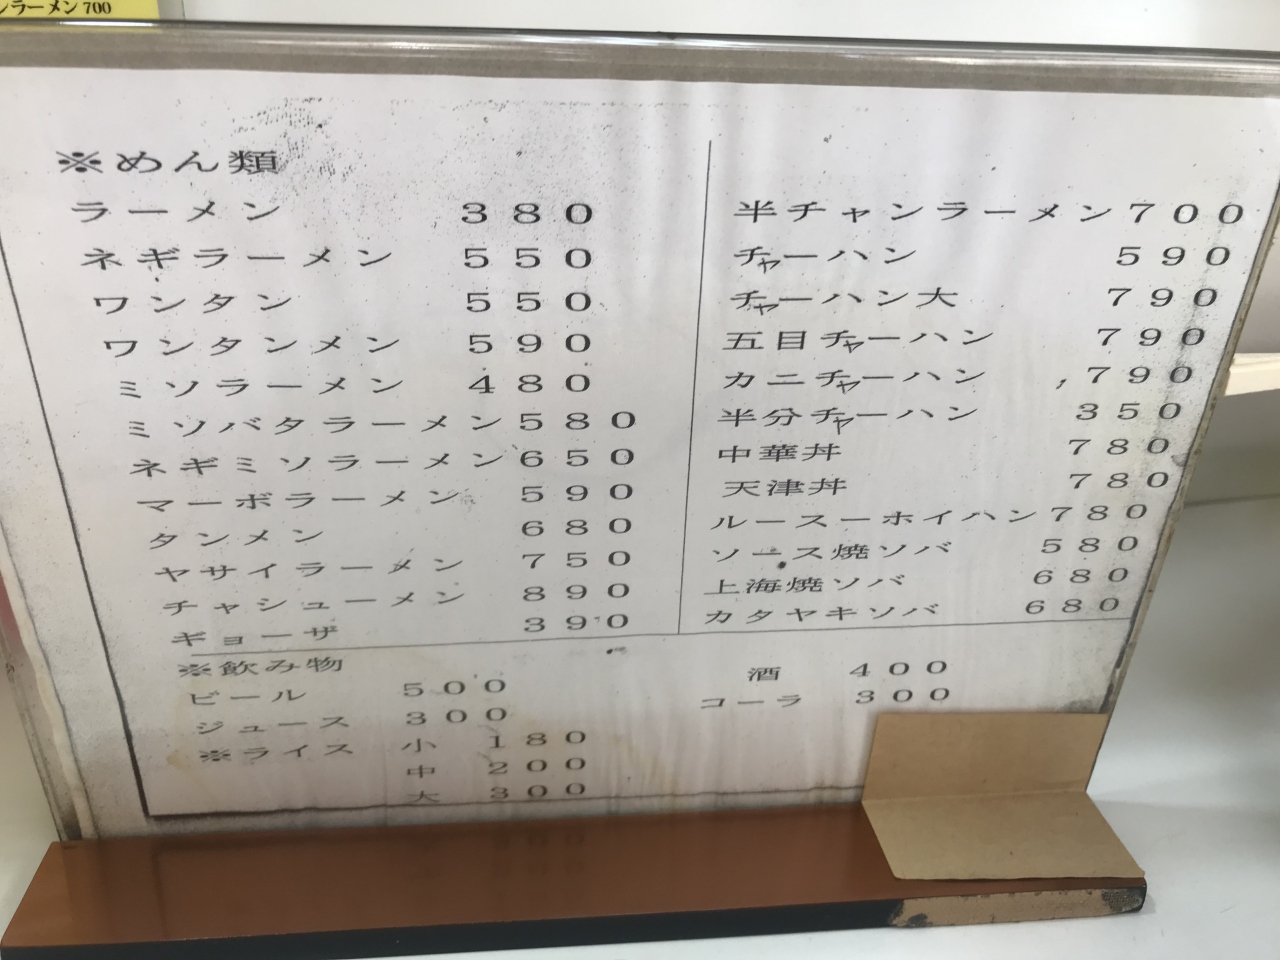 ンラーメン700
※めん類
ラーメン 380
ネギラーメン 550
ワンタン 550
ワンタンメン 590
ミソラーメン 480
ミソバタラーメン 580
ネギミソラーメン 650
マーボラーメン 590
タンメン 680
ヤサイラーメン 750
チャシューメン 890
ギョーザ 390
半チャンラーメン 700
チャーハン 590
チャーハン大 790
五目チャーハン 790
カニチャーハン 790
半分チャーハン 350
中華丼 780
天津丼 780
ルースーホイハン 780
ソース焼ソバ 580
上海焼ソバ 680
カタヤキソバ 680
※飲み物
ビール 500
ジュース 300
酒 400
コーラ 300
※ライス 小 180
中 200
大 300